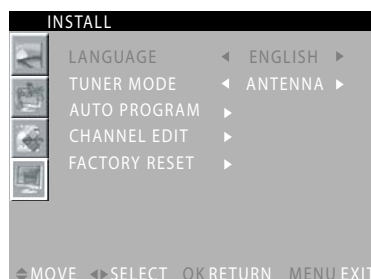 INSTALL
LANGUAGE ENGLISH
TUNER MODE ANTENNA
AUTO PROGRAM
CHANNEL EDIT
FACTORY RESET
MOVE SELECT OK RETURN MENU EXIT